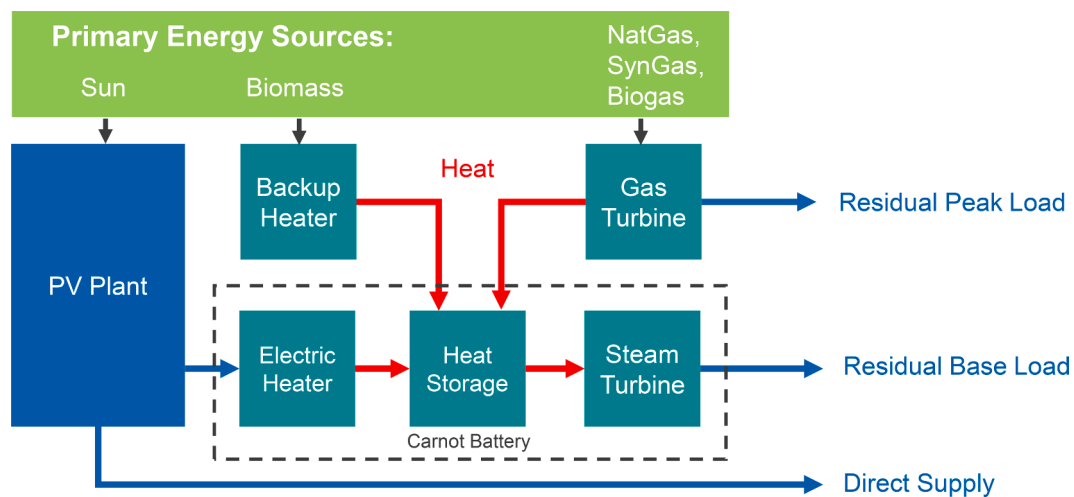 Primary Energy Sources:
Sun
Biomass
NatGas,
SynGas,
Biogas
PV Plant
Backup
Heater
Heat
Gas
Turbine
Residual Peak Load
Electric
Heater
Heat
Storage
Steam
Turbine
Residual Base Load
Carnot Battery
Direct Supply